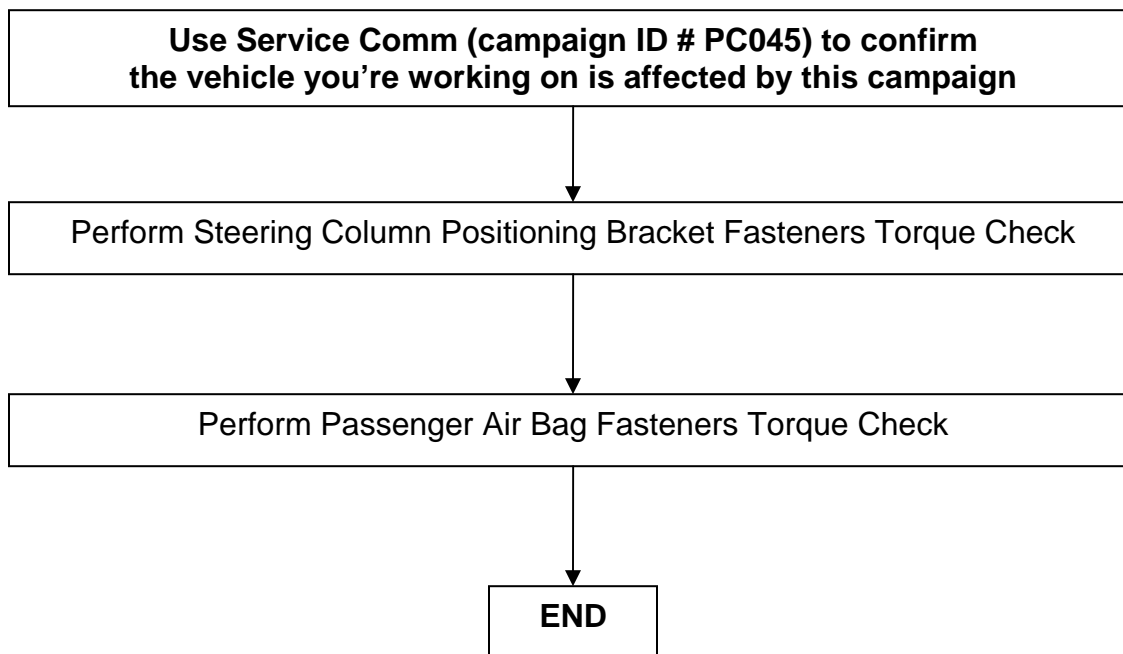 Use Service Comm (campaign ID # PC045) to confirm
the vehicle you’re working on is affected by this campaign
Perform Steering Column Positioning Bracket Fasteners Torque Check
Perform Passenger Air Bag Fasteners Torque Check
END